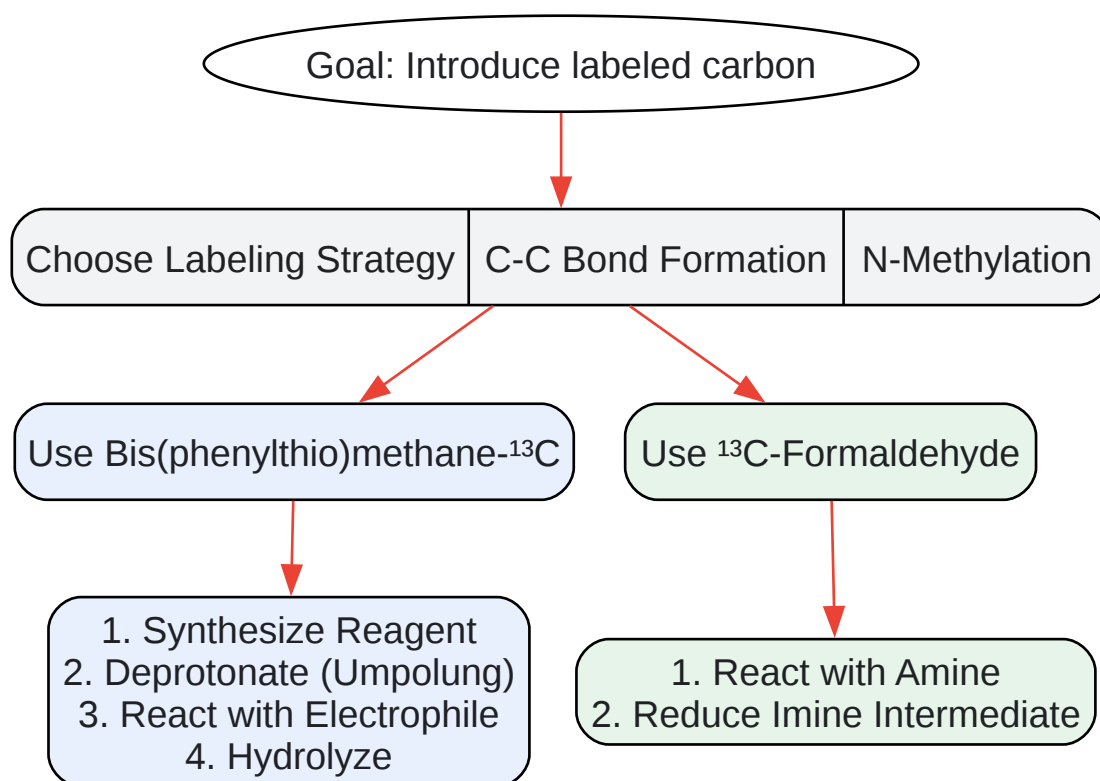 Goal: Introduce labeled carbon
Choose Labeling Strategy
C-C Bond Formation
N-Methylation
Use Bis(phenylthio)methane-¹³C
Use ¹³C-Formaldehyde
1. Synthesize Reagent
2. Deprotonate (Umpolung)
3. React with Electrophile
4. Hydrolyze
1. React with Amine
2. Reduce Imine Intermediate